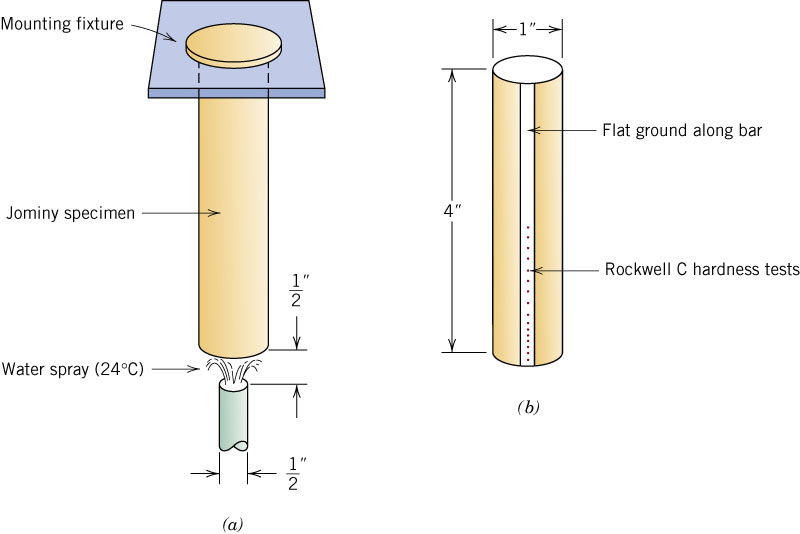 Mounting fixture
Jominy specimen
1/2″
Water spray (24°C)
1/2″
(a)
1″
Flat ground along bar
4″
Rockwell C hardness tests
(b)